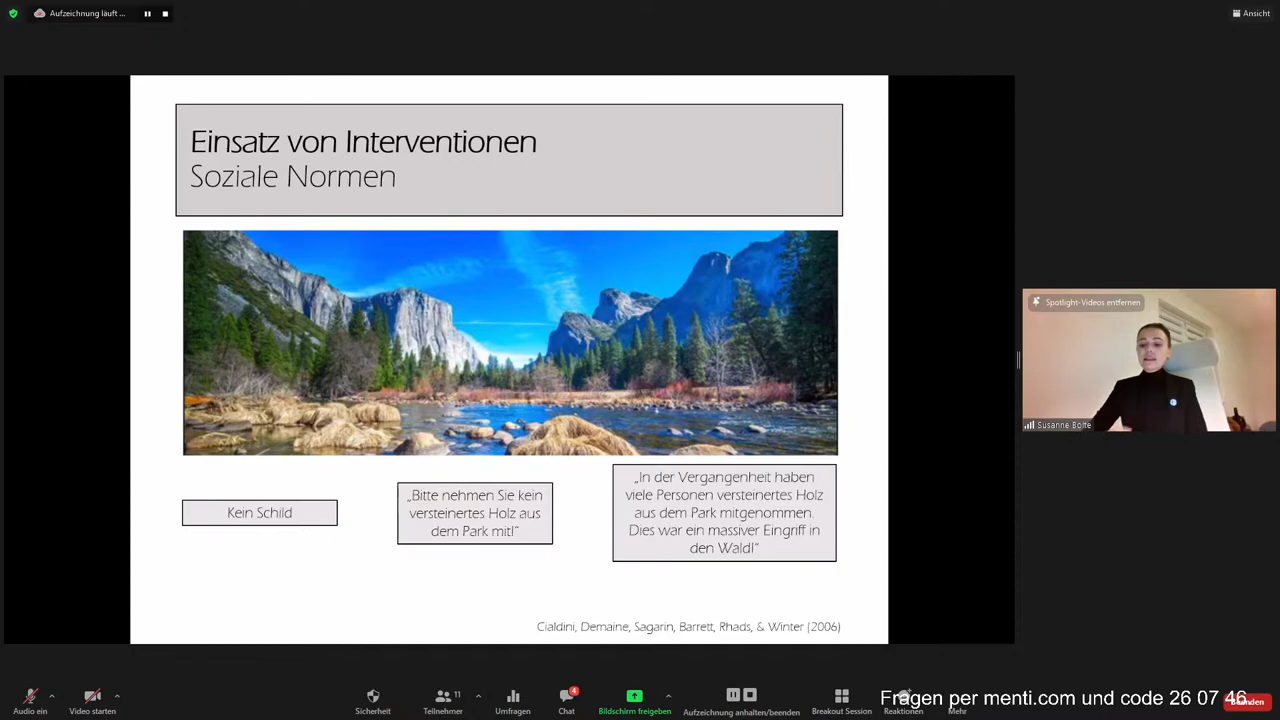 Aufzeichnung läuft ...
Ansicht
Einsatz von Interventionen
Soziale Normen
Spotlight-Videos entfernen
Susanne Bolte
Kein Schild
„Bitte nehmen Sie kein
versteinertes Holz aus
dem Park mit!“
„In der Vergangenheit haben
viele Personen versteinertes Holz
aus dem Park mitgenommen.
Dies war ein massiver Eingriff in
den Wald!“
Cialdini, Demaine, Sagarin, Barrett, Rhads, & Winter (2006)
Fragen per menti.com und code 26 07 46
Audio ein
Video starten
Sicherheit
11
Teilnehmer
Umfragen
4
Chat
Bildschirm freigeben
Aufzeichnung anhalten/beenden
Breakout Session
Reaktionen
Mehr
Beenden